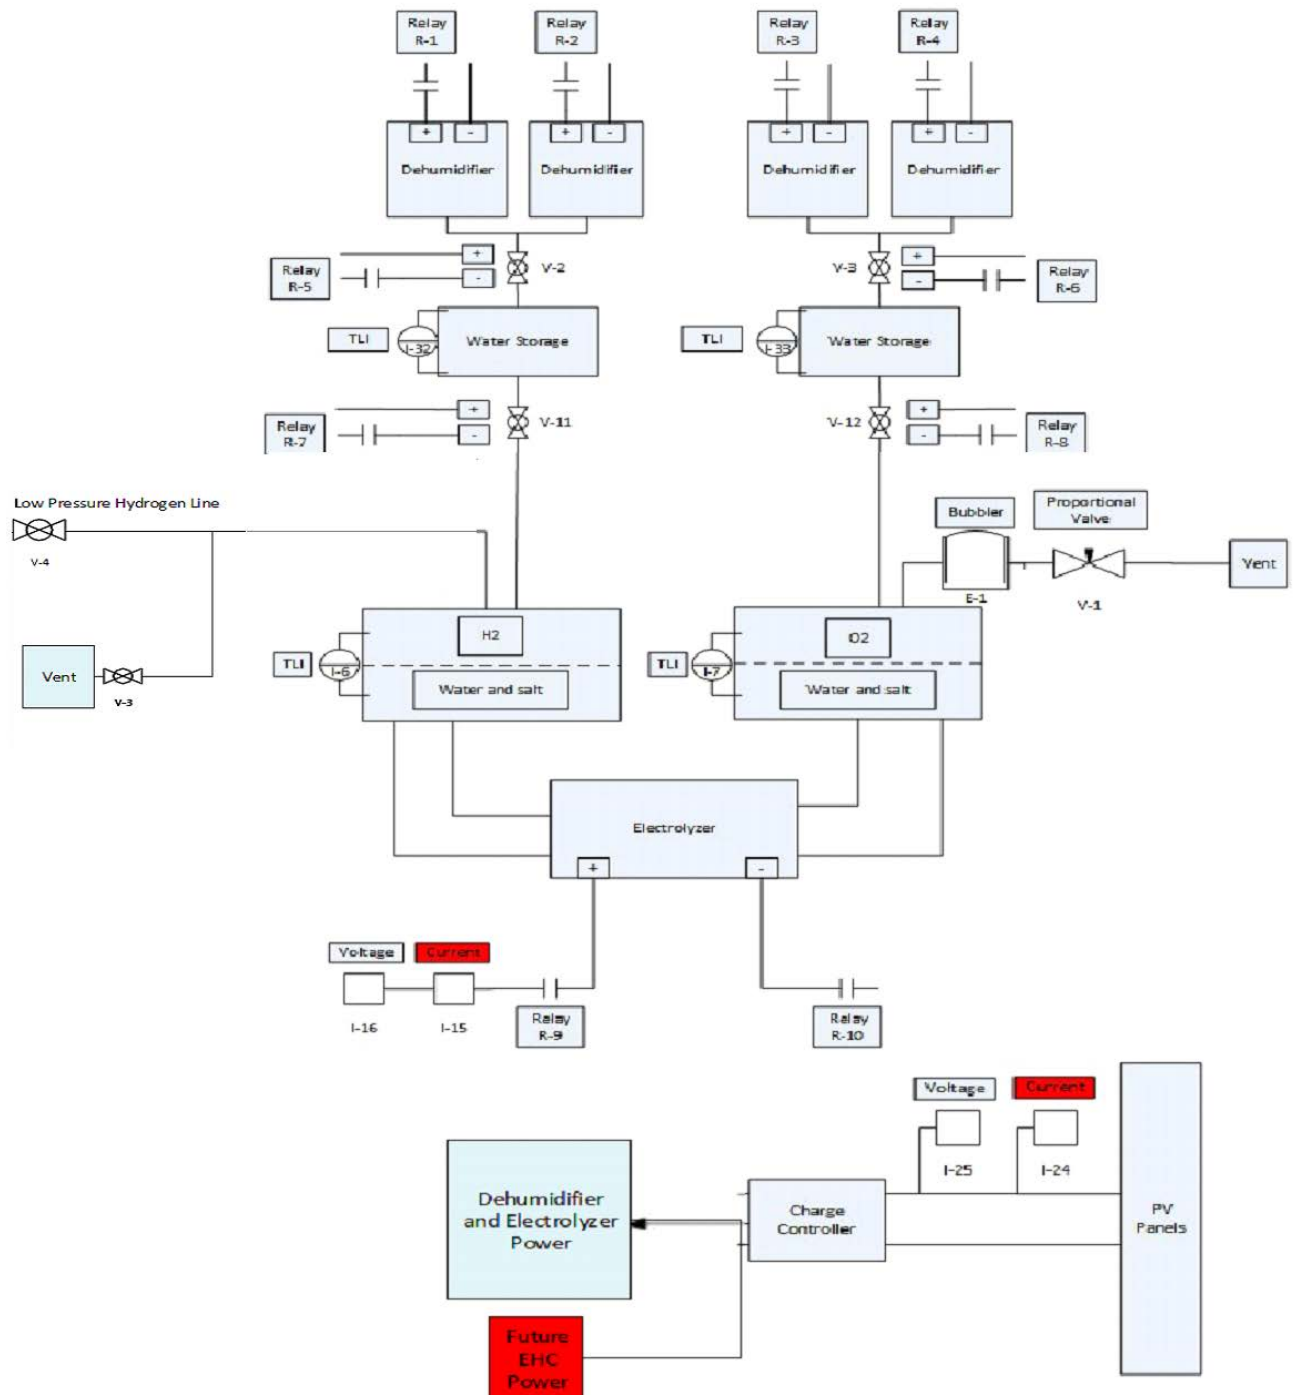 Relay
R-1
Relay
R-2
Relay
R-3
Relay
R-4
+
-
+
-
+
-
+
-
Dehumidifier
Dehumidifier
Dehumidifier
Dehumidifier
Relay
R-5
+
-
V-2
V-3
+
-
Relay
R-6
TLI
I-32
Water Storage
TLI
I-33
Water Storage
Relay
R-7
+
-
V-11
V-12
+
-
Relay
R-8
Low Pressure Hydrogen Line
V-4
Bubbler
Proportional
Valve
E-1
V-1
Vent
Vent
V-3
TLI
I-6
H2
Water and salt
TLI
I-7
O2
Water and salt
Electrolyzer
+
-
Voltage
Current
I-16
I-15
Relay
R-9
Relay
R-10
Voltage
Current
I-25
I-24
Dehumidifier
and Electrolyzer
Power
Charge
Controller
PV
Panels
Future
EHC
Power